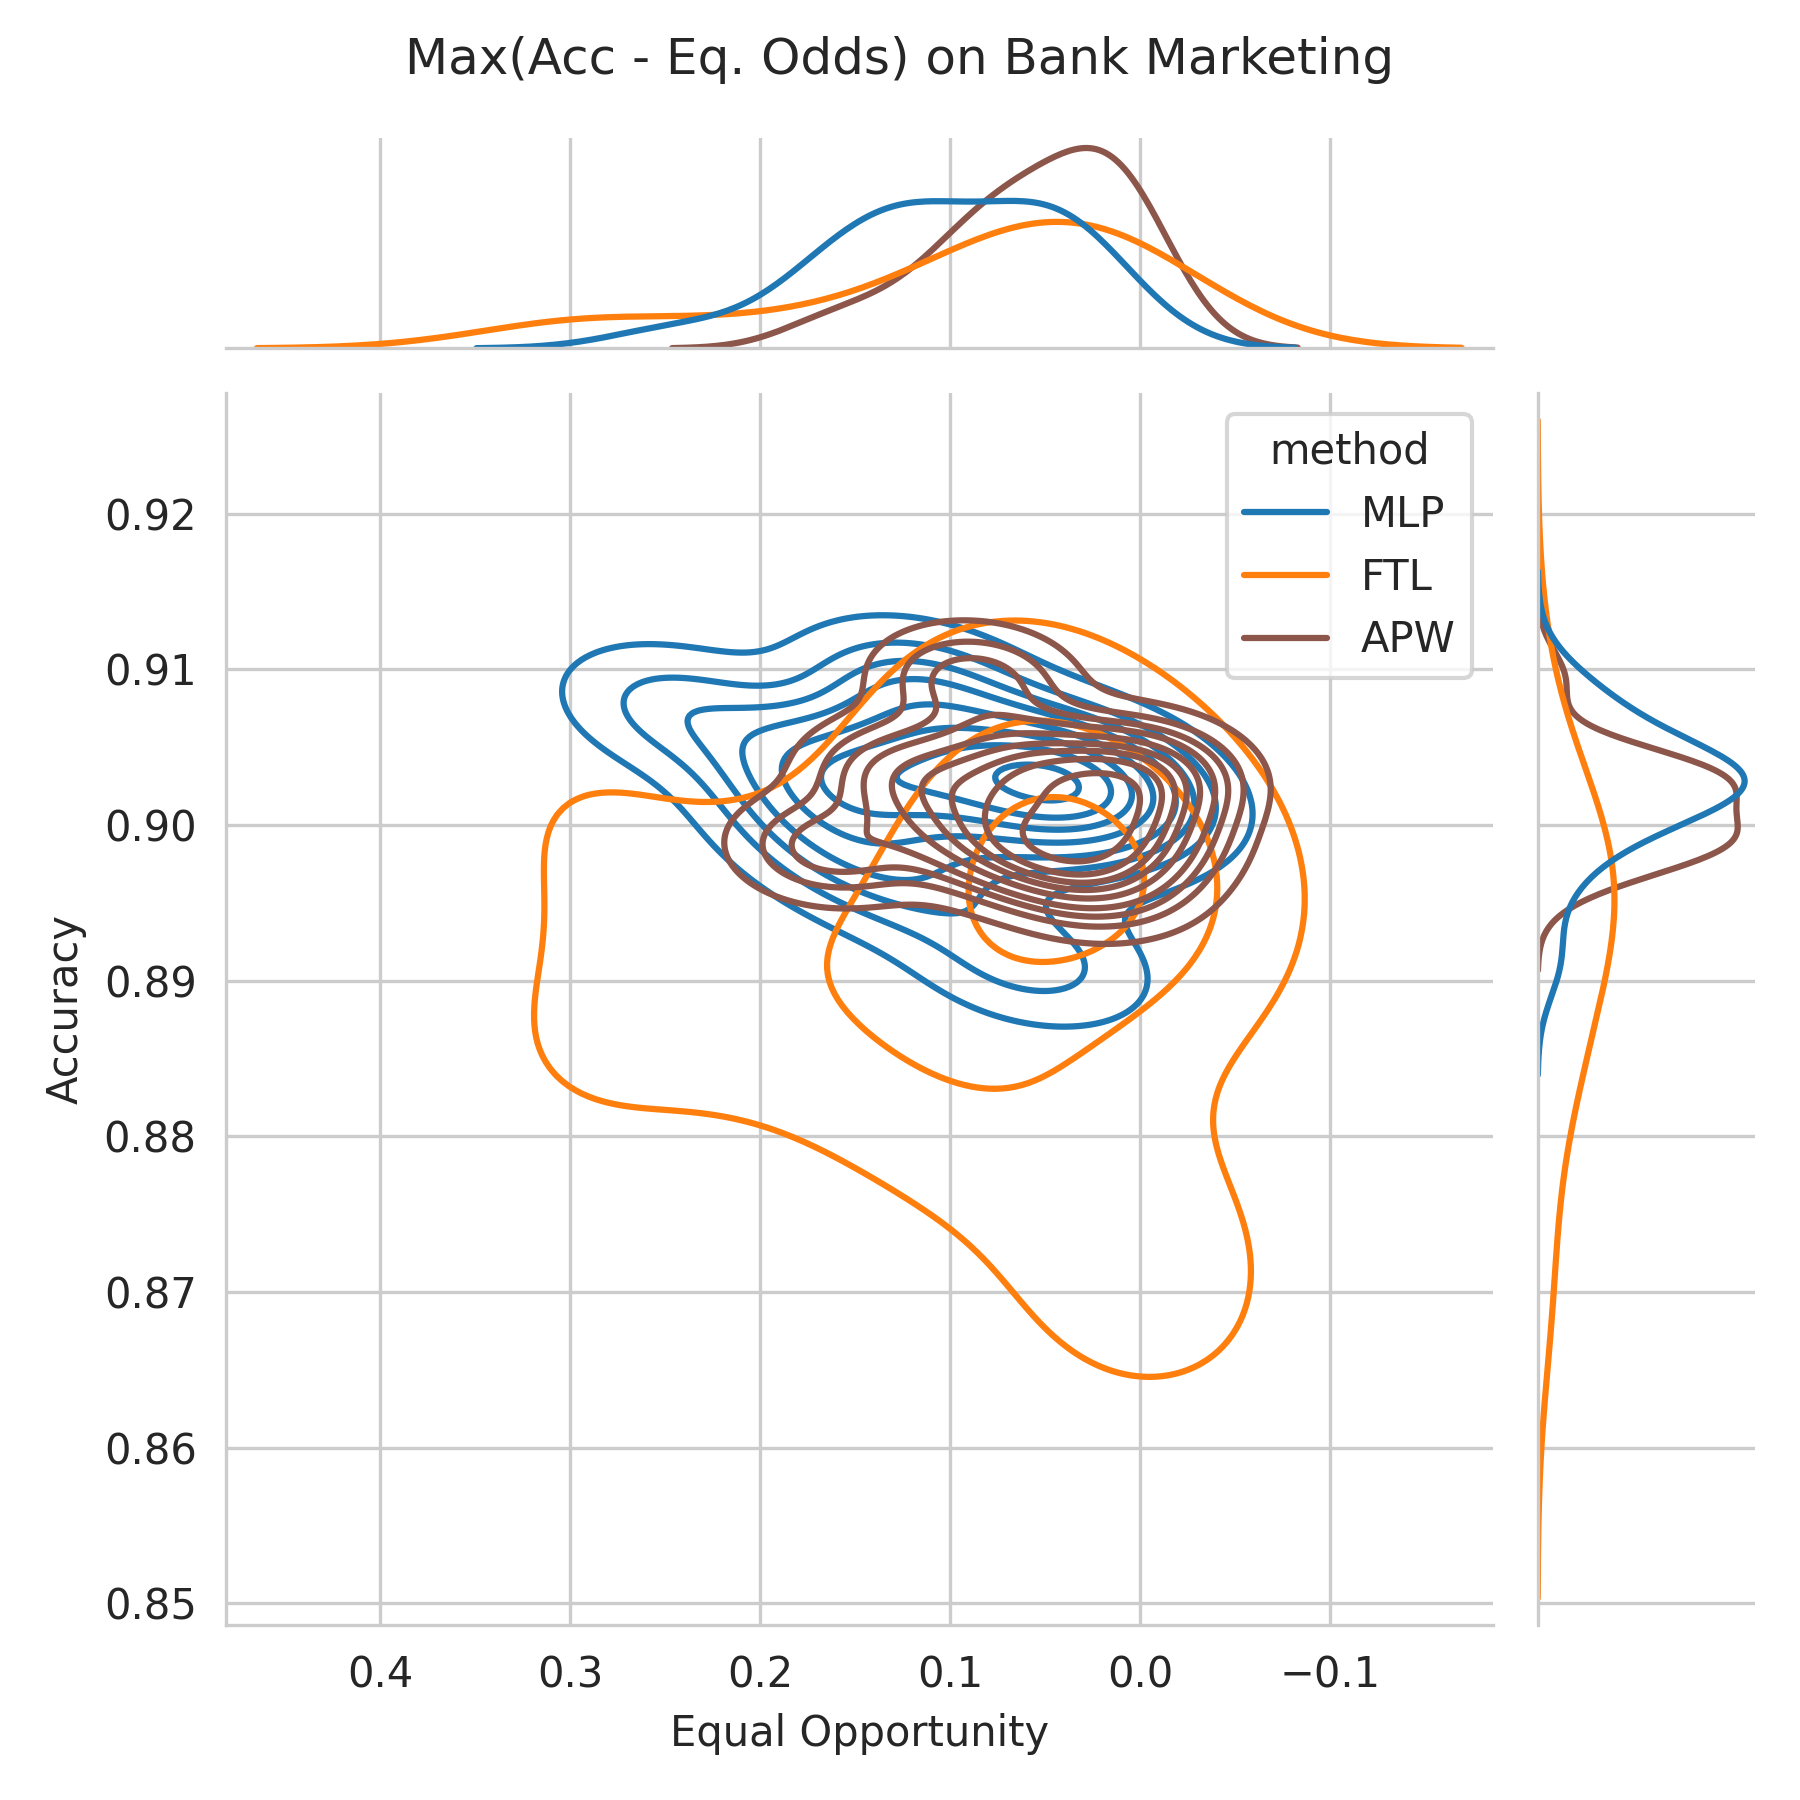 Max(Acc - Eq. Odds) on Bank Marketing
method
MLP
FTL
APW
0.92
0.91
0.90
0.89
0.88
0.87
0.86
0.85
Accuracy
0.4 0.3 0.2 0.1 0.0 −0.1
Equal Opportunity